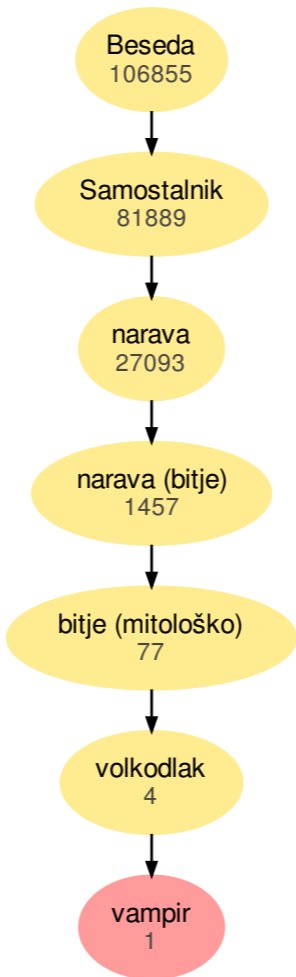 Beseda
106855
Samostalnik
81889
narava
27093
narava (bitje)
1457
bitje (mitološko)
77
volkodlak
4
vampir
1